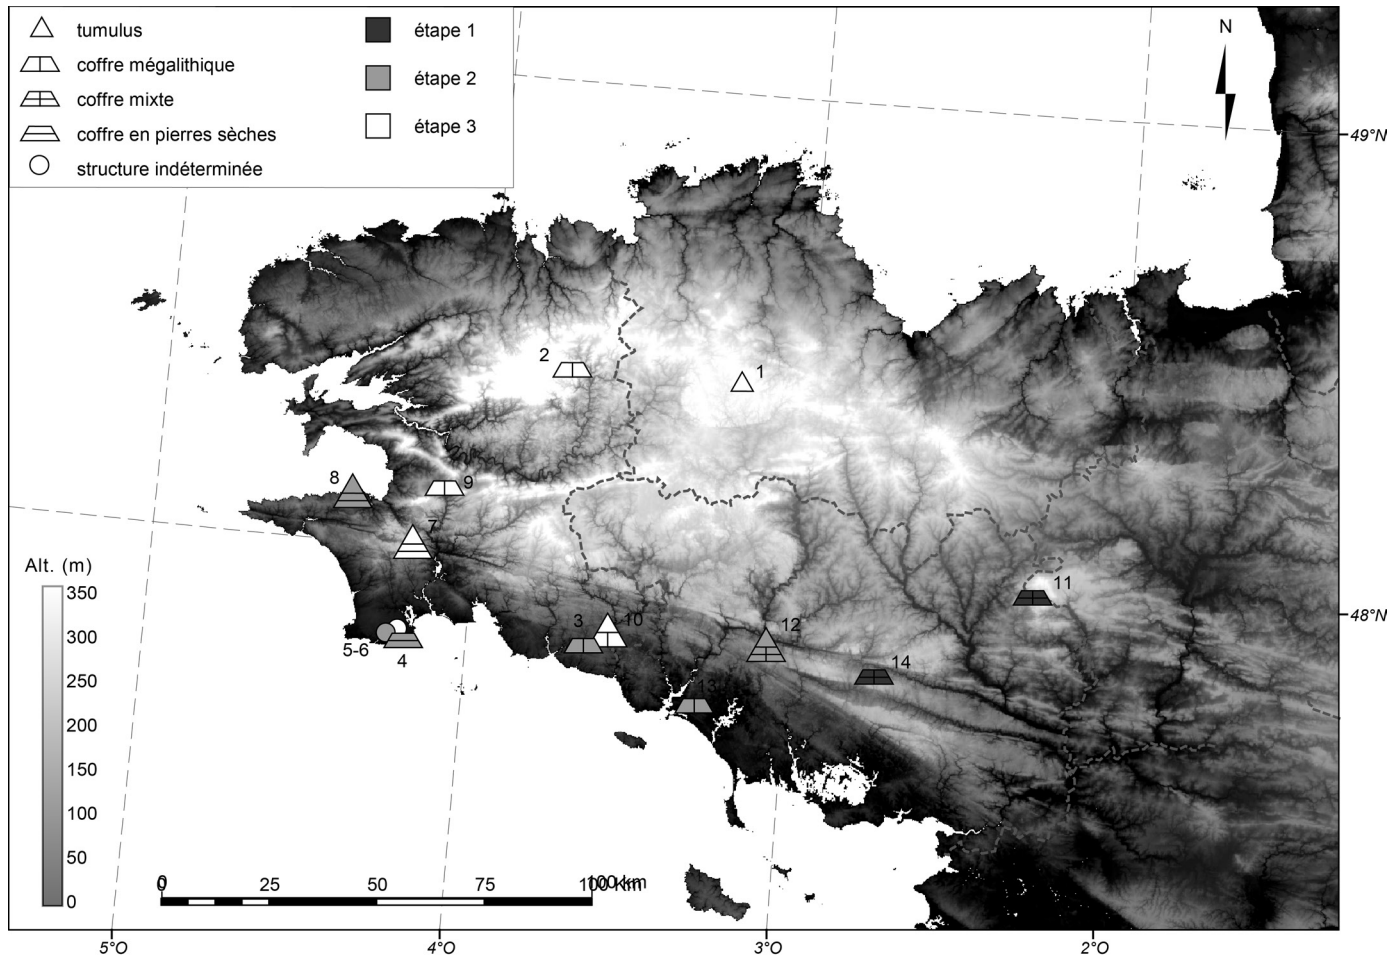 tumulus
coffre mégalithique
coffre mixte
coffre en pierres sèches
structure indéterminée
étape 1
étape 2
étape 3
N
49°N
48°N
2
1
8
9
7
11
3
10
12
5-6
4
14
13
Alt. (m)
350
300
250
200
150
100
50
0
0 25 50 75 100 Km
5°O 4°O 3°O 2°O